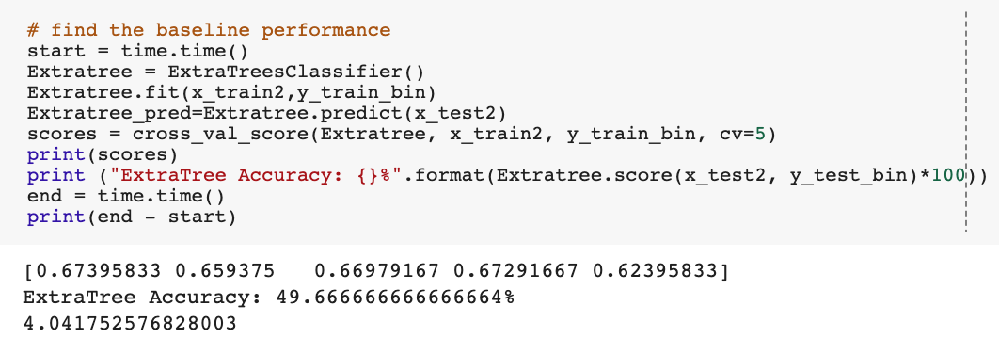 # find the baseline performance
start = time.time()
Extratree = ExtraTreesClassifier()
Extratree.fit(x_train2,y_train_bin)
Extratree_pred=Extratree.predict(x_test2)
scores = cross_val_score(Extratree, x_train2, y_train_bin, cv=5)
print(scores)
print ("ExtraTree Accuracy: {}%".format(Extratree.score(x_test2, y_test_bin)*100))
end = time.time()
print(end - start)
[0.67395833 0.659375   0.66979167 0.67291667 0.62395833]
ExtraTree Accuracy: 49.666666666666664%
4.041752576828003